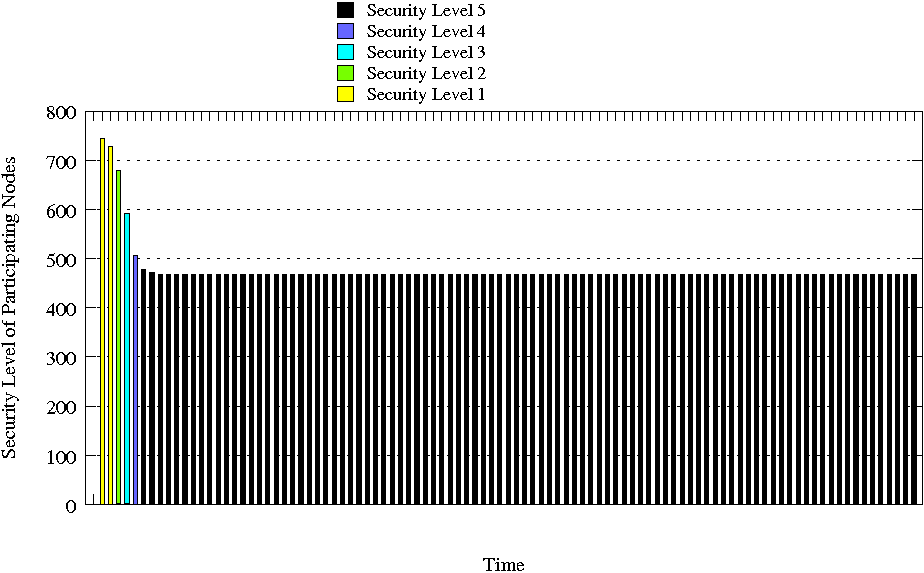 Security Level 5
Security Level 4
Security Level 3
Security Level 2
Security Level 1
800
700
600
500
400
300
200
100
0
Security Level of Participating Nodes
Time